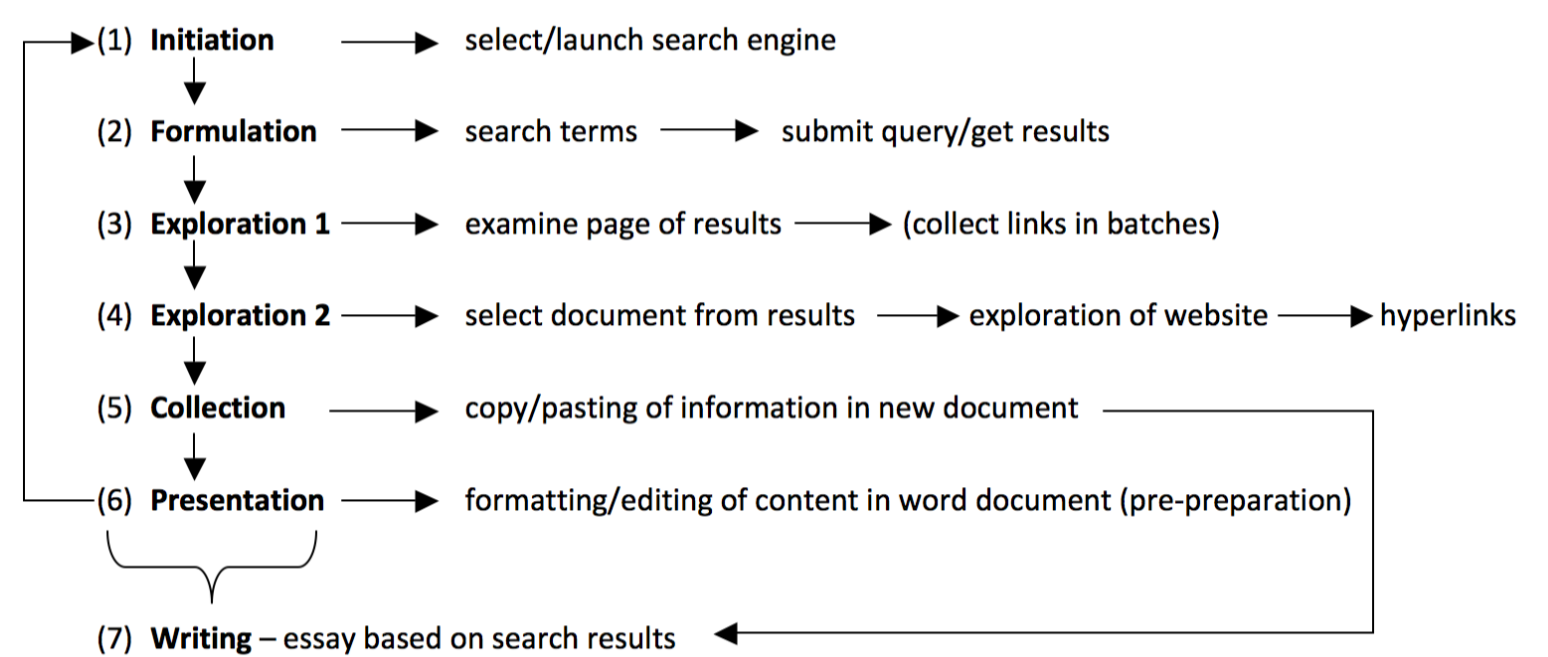 (1) Initiation select/launch search engine
(2) Formulation search terms submit query/get results
(3) Exploration 1 examine page of results (collect links in batches)
(4) Exploration 2 select document from results exploration of website hyperlinks
(5) Collection copy/pasting of information in new document
(6) Presentation formatting/editing of content in word document (pre-preparation)
(7) Writing – essay based on search results